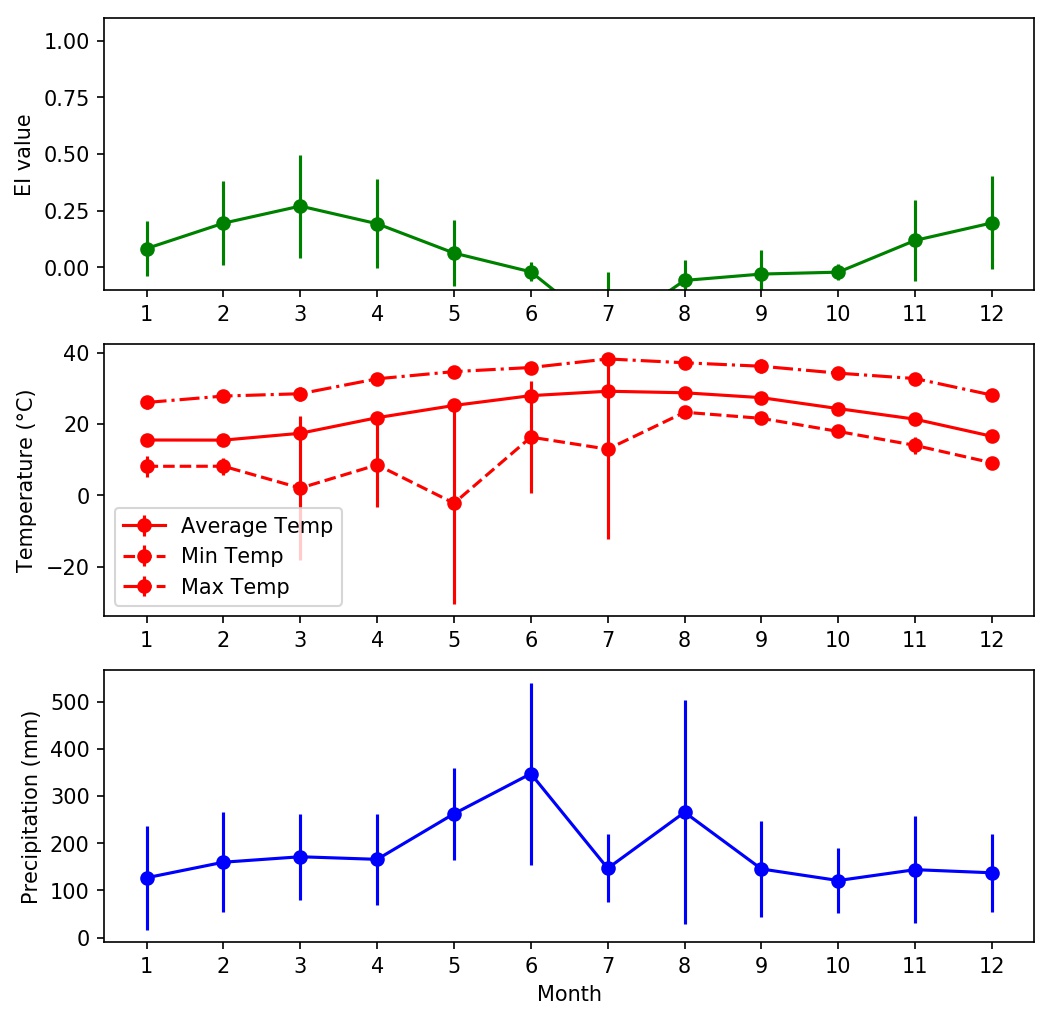 EI value
1.00
0.75
0.50
0.25
0.00
1 2 3 4 5 6 7 8 9 10 11 12
Temperature (°C)
40
20
0
−20
Average Temp
Min Temp
Max Temp
1 2 3 4 5 6 7 8 9 10 11 12
Precipitation (mm)
500
400
300
200
100
0
1 2 3 4 5 6 7 8 9 10 11 12
Month